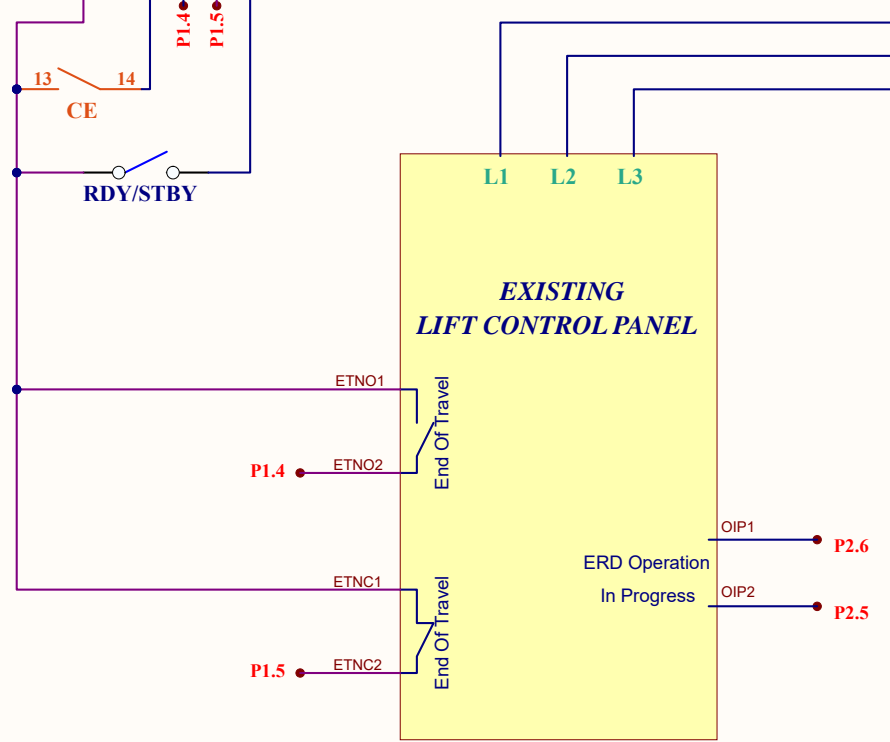 P1.4
P1.5
13
14
CE
RDY/STBY
L1
L2
L3
EXISTING
LIFT CONTROL PANEL
ETNO1
End Of Travel
ETNO2
P1.4
OIP1
P2.6
ERD Operation
In Progress
OIP2
P2.5
ETNC1
End Of Travel
ETNC2
P1.5